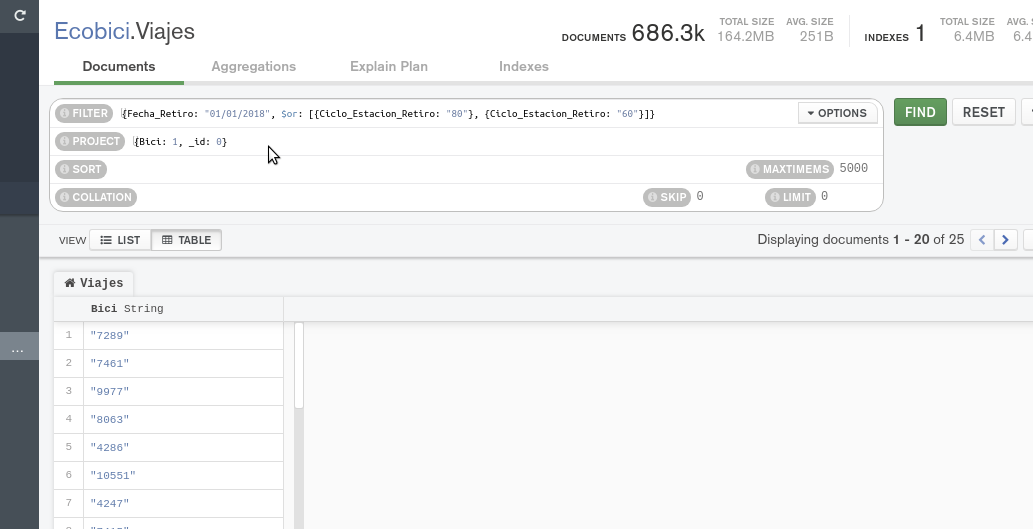 Ecobici.Viajes
DOCUMENTS 686.3k TOTAL SIZE 164.2MB AVG. SIZE 251B INDEXES 1 TOTAL SIZE 6.4MB AVG. 6.4
Documents Aggregations Explain Plan Indexes
FILTER {Fecha_Retiro: "01/01/2018", $or: [{Ciclo_Estacion_Retiro: "80"}, {Ciclo_Estacion_Retiro: "60"}]} OPTIONS FIND RESET
PROJECT {Bici: 1, _id: 0}
SORT MAXTIMEMS 5000
COLLATION SKIP 0 LIMIT 0
VIEW LIST TABLE Displaying documents 1 - 20 of 25
Viajes
Bici String
1 "7289"
2 "7461"
3 "9977"
4 "8063"
5 "4286"
6 "10551"
7 "4247"